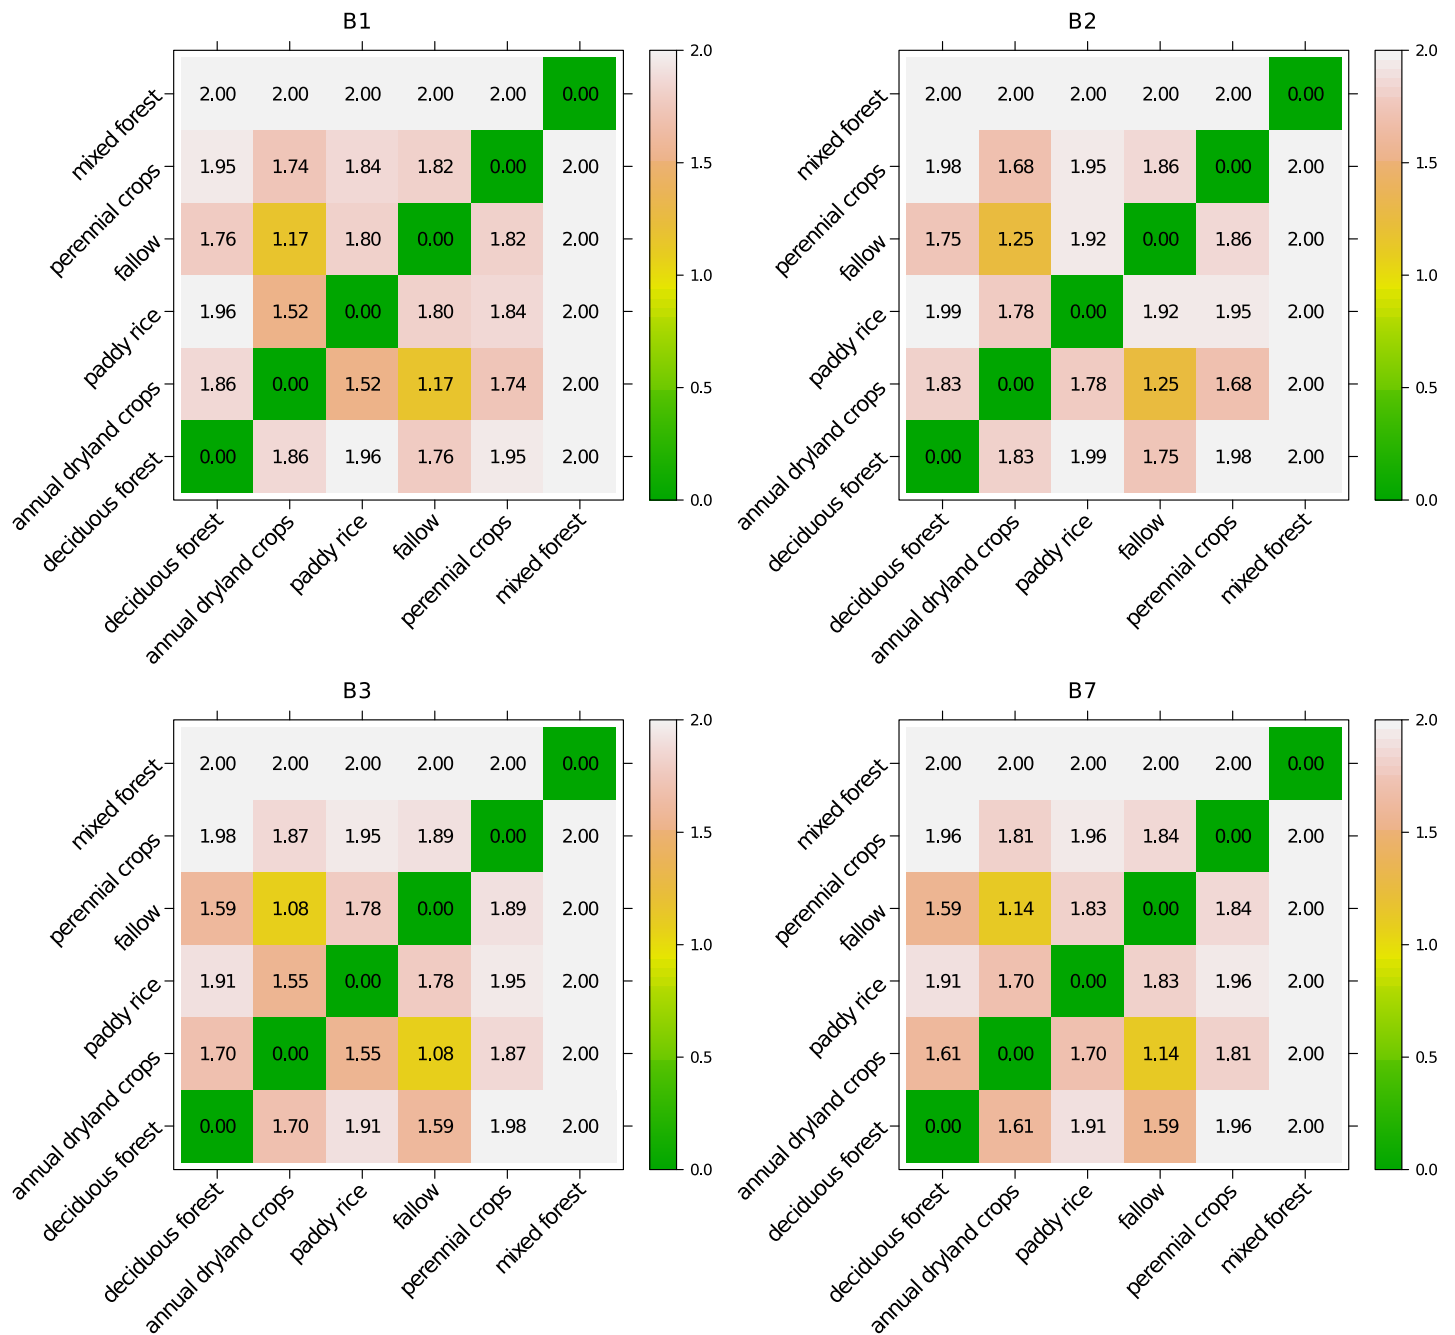 B1
2.00 2.00 2.00 2.00 2.00 0.00
1.95 1.74 1.84 1.82 0.00 2.00
1.76 1.17 1.80 0.00 1.82 2.00
1.96 1.52 0.00 1.80 1.84 2.00
1.86 0.00 1.52 1.17 1.74 2.00
0.00 1.86 1.96 1.76 1.95 2.00
mixed forest
perennial crops
fallow
paddy rice
annual dryland crops
deciduous forest
deciduous forest
annual dryland crops
paddy rice
fallow
perennial crops
mixed forest
2.0
1.5
1.0
0.5
0.0
B2
2.00 2.00 2.00 2.00 2.00 0.00
1.98 1.68 1.95 1.86 0.00 2.00
1.75 1.25 1.92 0.00 1.86 2.00
1.99 1.78 0.00 1.92 1.95 2.00
1.83 0.00 1.78 1.25 1.68 2.00
0.00 1.83 1.99 1.75 1.98 2.00
mixed forest
perennial crops
fallow
paddy rice
annual dryland crops
deciduous forest
deciduous forest
annual dryland crops
paddy rice
fallow
perennial crops
mixed forest
2.0
1.5
1.0
0.5
0.0
B3
2.00 2.00 2.00 2.00 2.00 0.00
1.98 1.87 1.95 1.89 0.00 2.00
1.59 1.08 1.78 0.00 1.89 2.00
1.91 1.55 0.00 1.78 1.95 2.00
1.70 0.00 1.55 1.08 1.87 2.00
0.00 1.70 1.91 1.59 1.98 2.00
mixed forest
perennial crops
fallow
paddy rice
annual dryland crops
deciduous forest
deciduous forest
annual dryland crops
paddy rice
fallow
perennial crops
mixed forest
2.0
1.5
1.0
0.5
0.0
B7
2.00 2.00 2.00 2.00 2.00 0.00
1.96 1.81 1.96 1.84 0.00 2.00
1.59 1.14 1.83 0.00 1.84 2.00
1.91 1.70 0.00 1.83 1.96 2.00
1.61 0.00 1.70 1.14 1.81 2.00
0.00 1.61 1.91 1.59 1.96 2.00
mixed forest
perennial crops
fallow
paddy rice
annual dryland crops
deciduous forest
deciduous forest
annual dryland crops
paddy rice
fallow
perennial crops
mixed forest
2.0
1.5
1.0
0.5
0.0